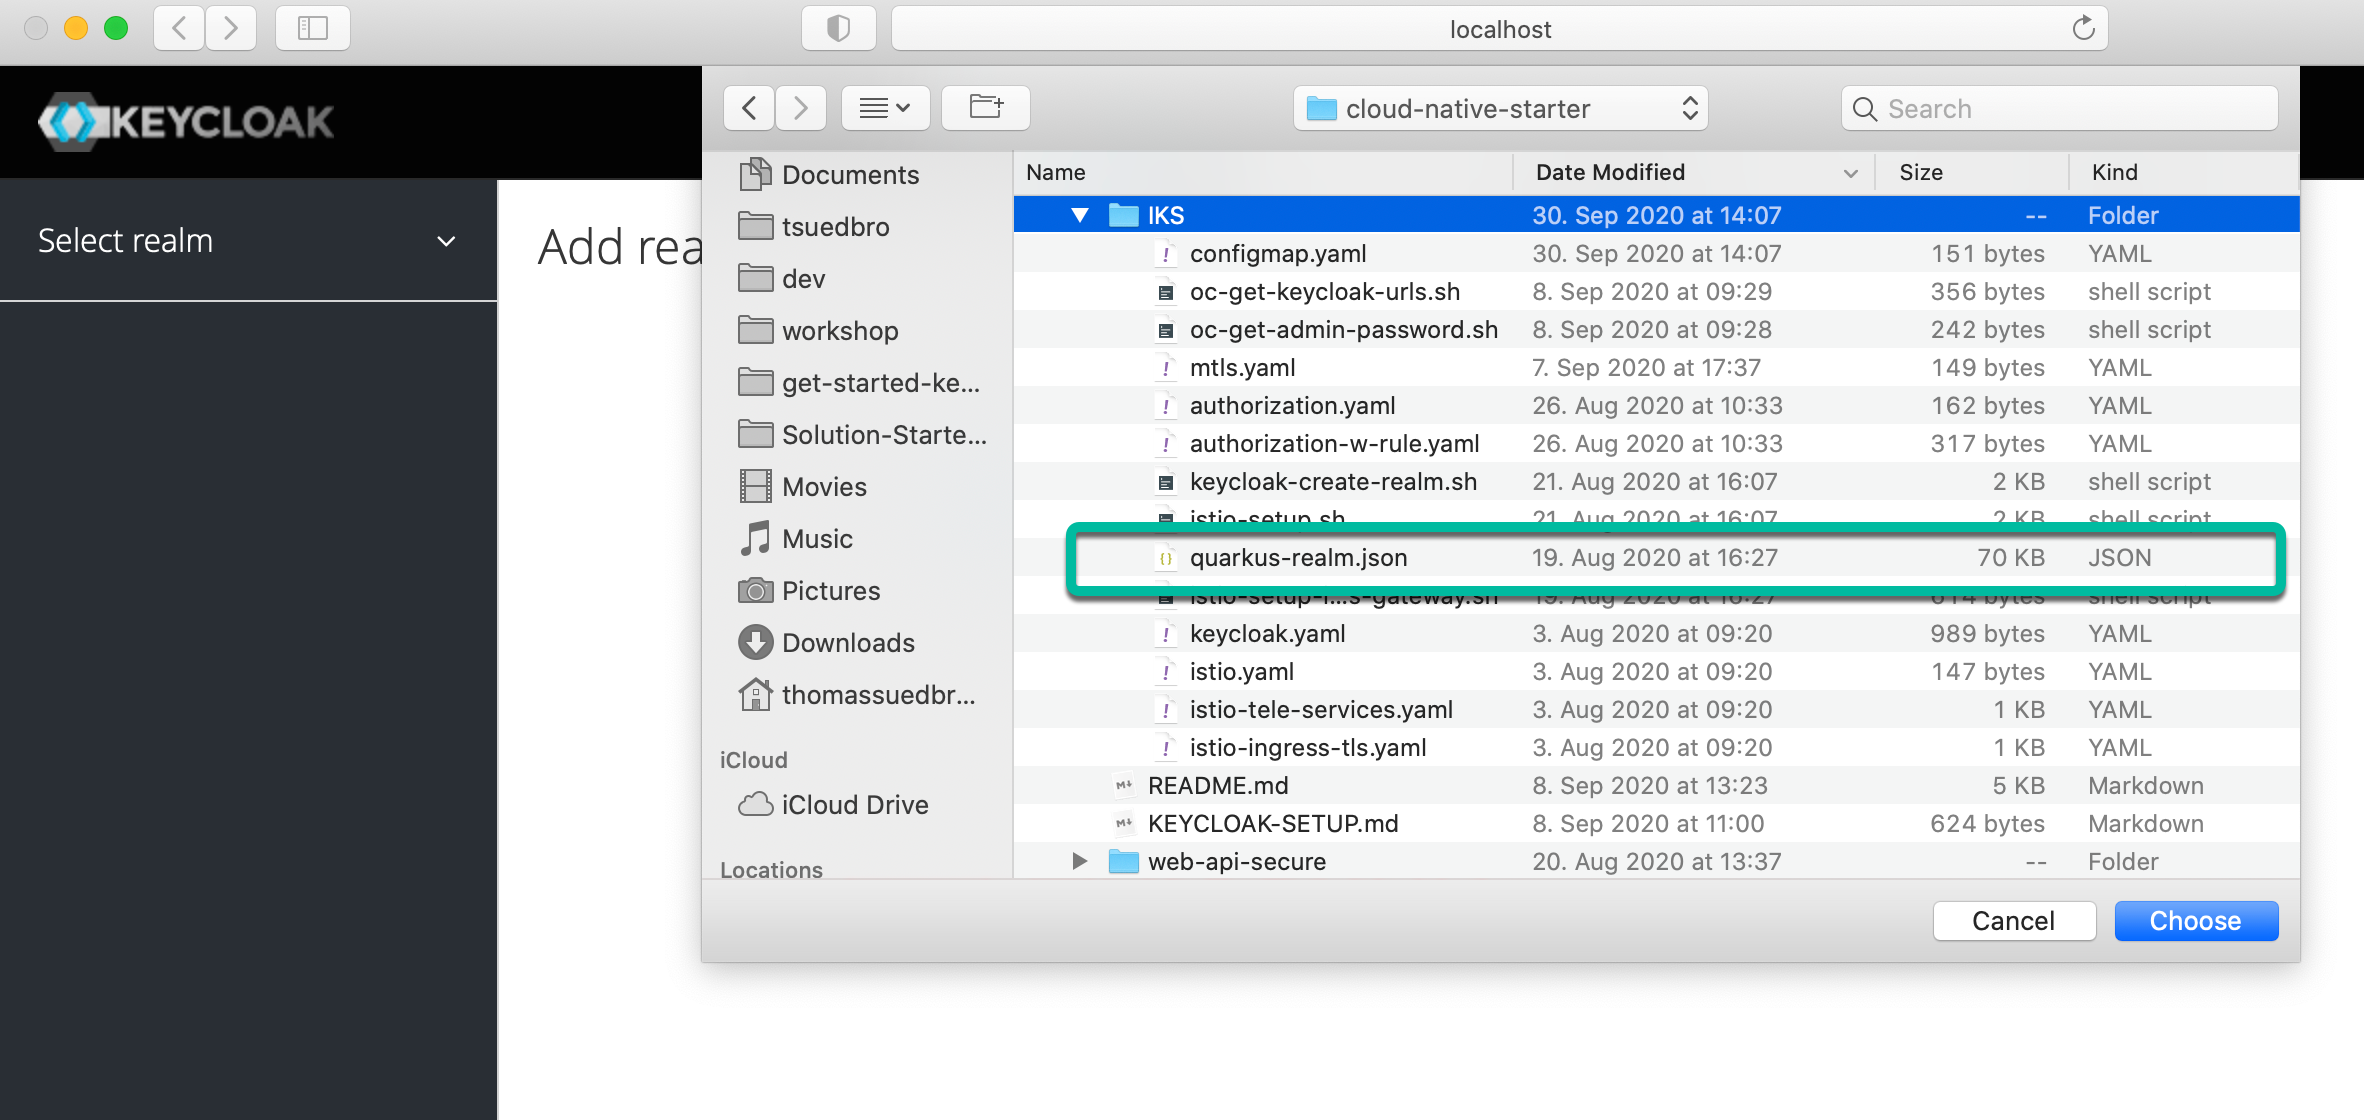 localhost
KEYCLOAK
cloud-native-starter
Search
Select realm
Add rea
Documents
tsuedbro
dev
workshop
get-started-ke...
Solution-Starte...
Movies
Music
Pictures
Downloads
thomassuedbr...
iCloud
iCloud Drive
Locations
Name Date Modified Size Kind
IKS 30. Sep 2020 at 14:07 -- Folder
configmap.yaml 30. Sep 2020 at 14:07 151 bytes YAML
oc-get-keycloak-urls.sh 8. Sep 2020 at 09:29 356 bytes shell script
oc-get-admin-password.sh 8. Sep 2020 at 09:28 242 bytes shell script
mtls.yaml 7. Sep 2020 at 17:37 149 bytes YAML
authorization.yaml 26. Aug 2020 at 10:33 162 bytes YAML
authorization-w-rule.yaml 26. Aug 2020 at 10:33 317 bytes YAML
keycloak-create-realm.sh 21. Aug 2020 at 16:07 2 KB shell script
istio-setup.sh 21. Aug 2020 at 16:07 2 KB shell script
quarkus-realm.json 19. Aug 2020 at 16:27 70 KB JSON
istio-setup-i...s-gateway.sh 19. Aug 2020 at 16:27 614 bytes shell script
keycloak.yaml 3. Aug 2020 at 09:20 989 bytes YAML
istio.yaml 3. Aug 2020 at 09:20 147 bytes YAML
istio-tele-services.yaml 3. Aug 2020 at 09:20 1 KB YAML
istio-ingress-tls.yaml 3. Aug 2020 at 09:20 1 KB YAML
README.md 8. Sep 2020 at 13:23 5 KB Markdown
KEYCLOAK-SETUP.md 8. Sep 2020 at 11:00 624 bytes Markdown
web-api-secure 20. Aug 2020 at 13:37 -- Folder
Cancel Choose